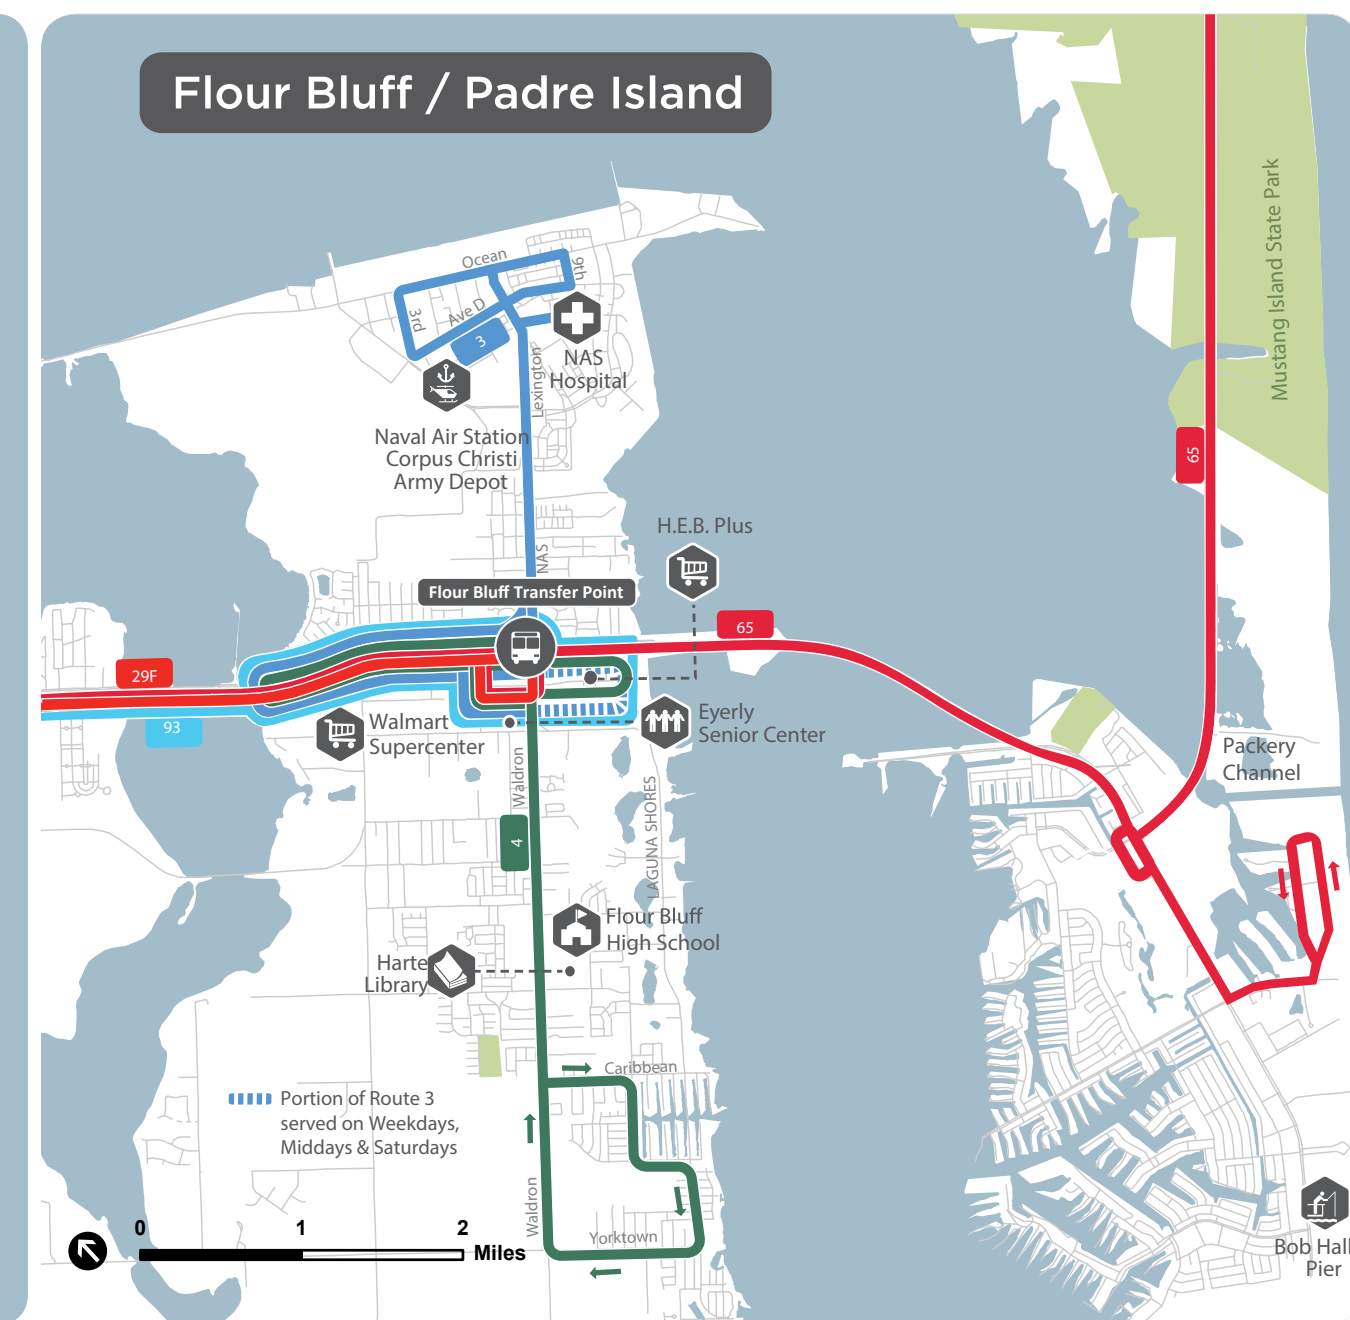 Flour Bluff / Padre Island
Mustang Island State Park
Ocean
9th
3rd
Ave D
3
NAS
Hospital
Lexington
Naval Air Station
Corpus Christi
Army Depot
65
H.E.B. Plus
NAS
Flour Bluff Transfer Point
65
29F
93
Walmart
Supercenter
Eyerly
Senior Center
Packery
Channel
Waldron
LAGUNA SHORES
4
Flour Bluff
High School
Harte
Library
Caribbean
Portion of Route 3
served on Weekdays,
Middays & Saturdays
Waldron
Yorktown
0 1 2
Miles
Bob Hall
Pier